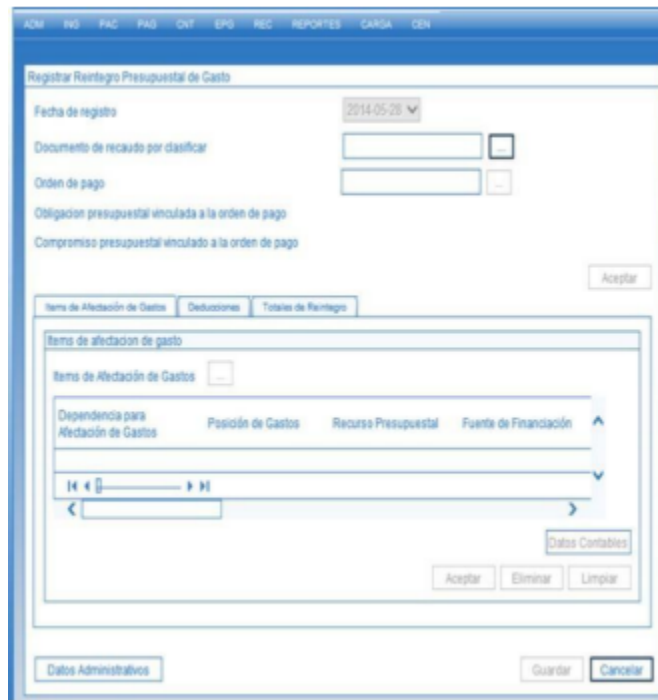 ADM ING PAC PAG CNT EPG REC REPORTES CARGA CEN
Registrar Reintegro Presupuestal de Gasto
Fecha de registro 2014-05-28
Documento de recaudo por clasificar ...
Orden de pago ...
Obligacion presupuestal vinculada a la orden de pago
Compromiso presupuestal vinculado a la orden de pago
Aceptar
Items de Afectación de Gastos Deducciones Totales de Reintegro
Items de afectacion de gasto
Items de Afectación de Gastos ...
Dependencia para Afectación de Gastos Posición de Gastos Recurso Presupuestal Fuente de Financiación
Datos Contables
Aceptar Eliminar Limpiar
Datos Administrativos Guardar Cancelar